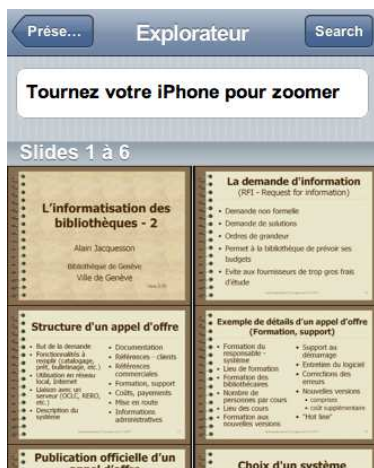 Prése...
Explorateur
Search
Tournez votre iPhone pour zoomer
Slides 1 à 6
L'informatisation des
bibliothèques - 2
Alain Jacquesson
Bibliothèque de Genève
Ville de Genève
La demande d'information
(RFI - Request for information)
• Demande non formelle
• Demande de solutions
• Ordres de grandeur
• Permet à la bibliothèque de prévoir ses
budgets
• Evite aux fournisseurs de trop gros frais
d'étude
Structure d'un appel d'offre
• But de la demande
• Fonctionnalités à
remplir (catalogage,
prêt, bulletinage, etc.)
• Utilisation en réseau
local, Internet
• Liaison avec un
serveur (OCLC, RERO,
etc.)
• Description du
système
• Documentation
• Références - clients
• Références
commerciales
• Formation, support
• Coûts, payements
• Mise en route
• Informations
administratives
Exemple de détails d'un appel d'offre
(Formation, support)
• Formation du
responsable -
système
• Lieu de formation
• Formation des
bibliothécaires
• Nombre de
personnes par cours
• Lieu des cours
• Formation aux
nouvelles versions
• Support au
démarrage
• Entretien du logiciel
• Corrections des
erreurs
• Nouvelles versions
• comprises
• coût supplémentaire
• "Hot line"
Publication officielle d'un
appel d'offre
Choix d'un système